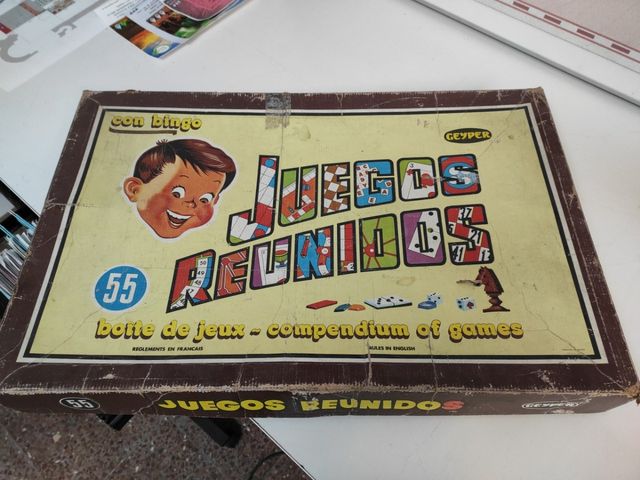 con bingo
GEYPER
JUEGOS
REUNIDOS
55
boite de jeux ~ compendium of games
REGLEMENTS EN FRANCAIS
RULES IN ENGLISH
55
JUEGOS REUNIDOS
GEYPER